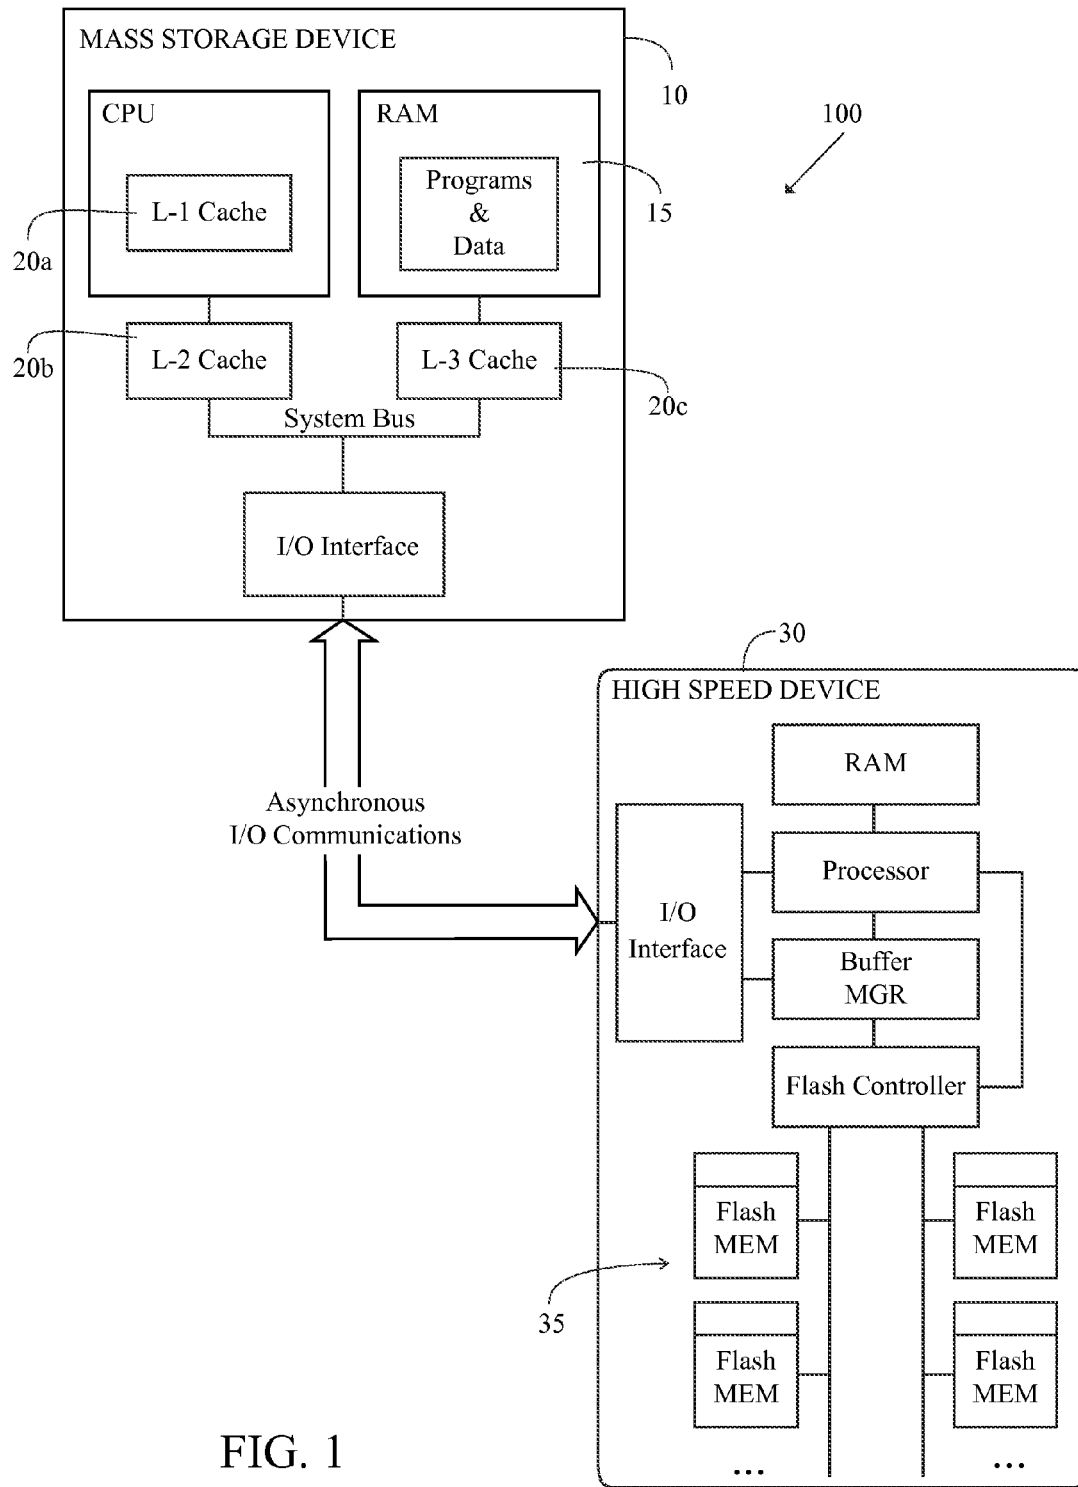 MASS STORAGE DEVICE
10
CPU
RAM
100
L-1 Cache
Programs
&
Data
15
20a
L-2 Cache
L-3 Cache
20b
20c
System Bus
I/O Interface
30
HIGH SPEED DEVICE
RAM
Asynchronous
I/O Communications
Processor
I/O
Interface
Buffer
MGR
Flash Controller
Flash
MEM
Flash
MEM
35
Flash
MEM
Flash
MEM
...
...
FIG. 1